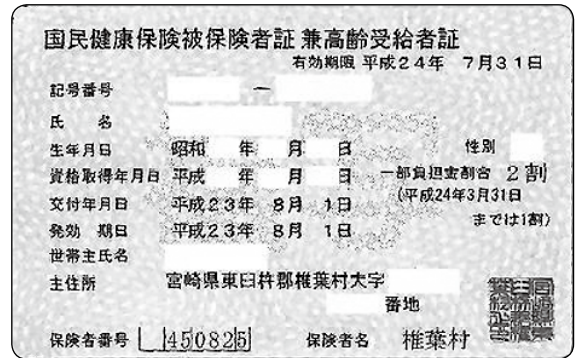 国民健康保険被保険者証 兼高齢受給者証
有効期限 平成24年 7月31日
記号番号 ー
氏 名
生年月日 昭和 年 月 日 性別
資格取得年月日 平成 年 月 日 一部負担金割合 2割
交付年月日 平成23年 8月 1日 (平成24年3月31日
発効 期日 平成23年 8月 1日 までは1割)
世帯主氏名
主住所 宮崎県東臼杵郡椎葉村大字
番地
保険者番号 450825 保険者名 椎葉村